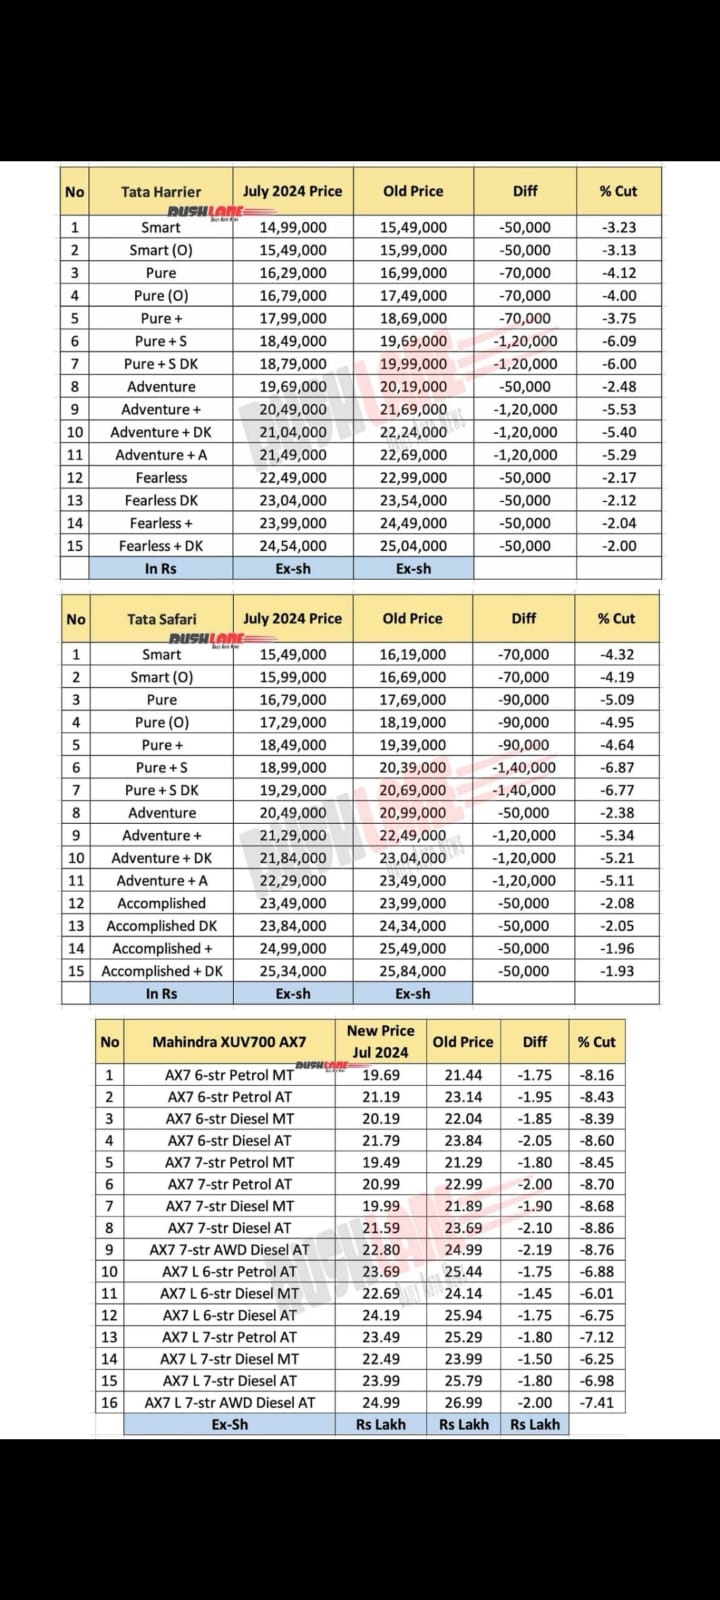 No Tata Harrier July 2024 Price Old Price Diff % Cut
RUSHLANE
DAILY AUTO NEWS
1 Smart 14,99,000 15,49,000 -50,000 -3.23
2 Smart (O) 15,49,000 15,99,000 -50,000 -3.13
3 Pure 16,29,000 16,99,000 -70,000 -4.12
4 Pure (O) 16,79,000 17,49,000 -70,000 -4.00
5 Pure + 17,99,000 18,69,000 -70,000 -3.75
6 Pure + S 18,49,000 19,69,000 -1,20,000 -6.09
7 Pure + S DK 18,79,000 19,99,000 -1,20,000 -6.00
8 Adventure 19,69,000 20,19,000 -50,000 -2.48
9 Adventure + 20,49,000 21,69,000 -1,20,000 -5.53
10 Adventure + DK 21,04,000 22,24,000 -1,20,000 -5.40
11 Adventure + A 21,49,000 22,69,000 -1,20,000 -5.29
12 Fearless 22,49,000 22,99,000 -50,000 -2.17
13 Fearless DK 23,04,000 23,54,000 -50,000 -2.12
14 Fearless + 23,99,000 24,49,000 -50,000 -2.04
15 Fearless + DK 24,54,000 25,04,000 -50,000 -2.00
In Rs Ex-sh Ex-sh
No Tata Safari July 2024 Price Old Price Diff % Cut
RUSHLANE
DAILY AUTO NEWS
1 Smart 15,49,000 16,19,000 -70,000 -4.32
2 Smart (O) 15,99,000 16,69,000 -70,000 -4.19
3 Pure 16,79,000 17,69,000 -90,000 -5.09
4 Pure (O) 17,29,000 18,19,000 -90,000 -4.95
5 Pure + 18,49,000 19,39,000 -90,000 -4.64
6 Pure + S 18,99,000 20,39,000 -1,40,000 -6.87
7 Pure + S DK 19,29,000 20,69,000 -1,40,000 -6.77
8 Adventure 20,49,000 20,99,000 -50,000 -2.38
9 Adventure + 21,29,000 22,49,000 -1,20,000 -5.34
10 Adventure + DK 21,84,000 23,04,000 -1,20,000 -5.21
11 Adventure + A 22,29,000 23,49,000 -1,20,000 -5.11
12 Accomplished 23,49,000 23,99,000 -50,000 -2.08
13 Accomplished DK 23,84,000 24,34,000 -50,000 -2.05
14 Accomplished + 24,99,000 25,49,000 -50,000 -1.96
15 Accomplished + DK 25,34,000 25,84,000 -50,000 -1.93
In Rs Ex-sh Ex-sh
No Mahindra XUV700 AX7 New Price Jul 2024 Old Price Diff % Cut
RUSHLANE
1 AX7 6-str Petrol MT 19.69 21.44 -1.75 -8.16
2 AX7 6-str Petrol AT 21.19 23.14 -1.95 -8.43
3 AX7 6-str Diesel MT 20.19 22.04 -1.85 -8.39
4 AX7 6-str Diesel AT 21.79 23.84 -2.05 -8.60
5 AX7 7-str Petrol MT 19.49 21.29 -1.80 -8.45
6 AX7 7-str Petrol AT 20.99 22.99 -2.00 -8.70
7 AX7 7-str Diesel MT 19.99 21.89 -1.90 -8.68
8 AX7 7-str Diesel AT 21.59 23.69 -2.10 -8.86
9 AX7 7-str AWD Diesel AT 22.80 24.99 -2.19 -8.76
10 AX7 L 6-str Petrol AT 23.69 25.44 -1.75 -6.88
11 AX7 L 6-str Diesel MT 22.69 24.14 -1.45 -6.01
12 AX7 L 6-str Diesel AT 24.19 25.94 -1.75 -6.75
13 AX7 L 7-str Petrol AT 23.49 25.29 -1.80 -7.12
14 AX7 L 7-str Diesel MT 22.49 23.99 -1.50 -6.25
15 AX7 L 7-str Diesel AT 23.99 25.79 -1.80 -6.98
16 AX7 L 7-str AWD Diesel AT 24.99 26.99 -2.00 -7.41
Ex-Sh Rs Lakh Rs Lakh Rs Lakh